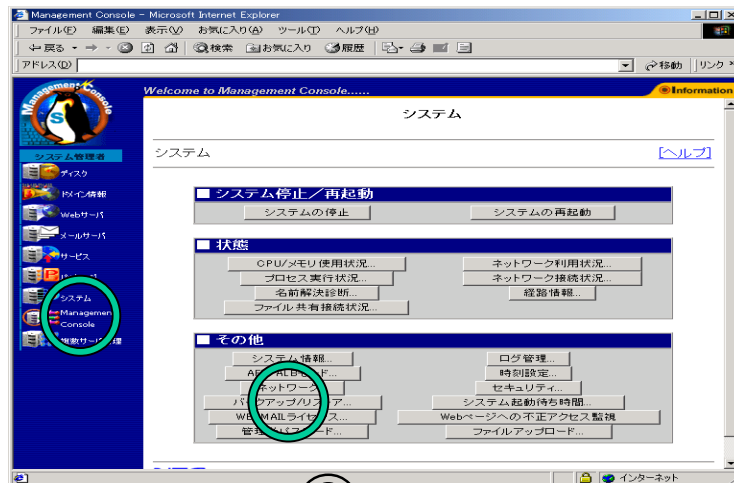 Management Console - Microsoft Internet Explorer
ファイル(F) 編集(E) 表示(V) お気に入り(A) ツール(T) ヘルプ(H)
戻る 検索 お気に入り 履歴
アドレス(D) 移動 リンク
Management Console
Welcome to Management Console......
Information
システム
システム管理者
システム
[ヘルプ]
ディスク
ドメイン情報
Webサーバ
メールサーバ
サービス
システム
Management
Console
■ システム停止／再起動
システムの停止 システムの再起動
■ 状態
CPU/メモリ使用状況... ネットワーク利用状況...
プロセス実行状況... ネットワーク接続状況...
名前解決診断... 経路情報...
ファイル共有接続状況...
■ その他
システム情報... ログ管理...
時刻設定...
ネットワーク セキュリティ...
システム起動待ち時間...
Webページへの不正アクセス監視
ファイルアップロード...
インターネット